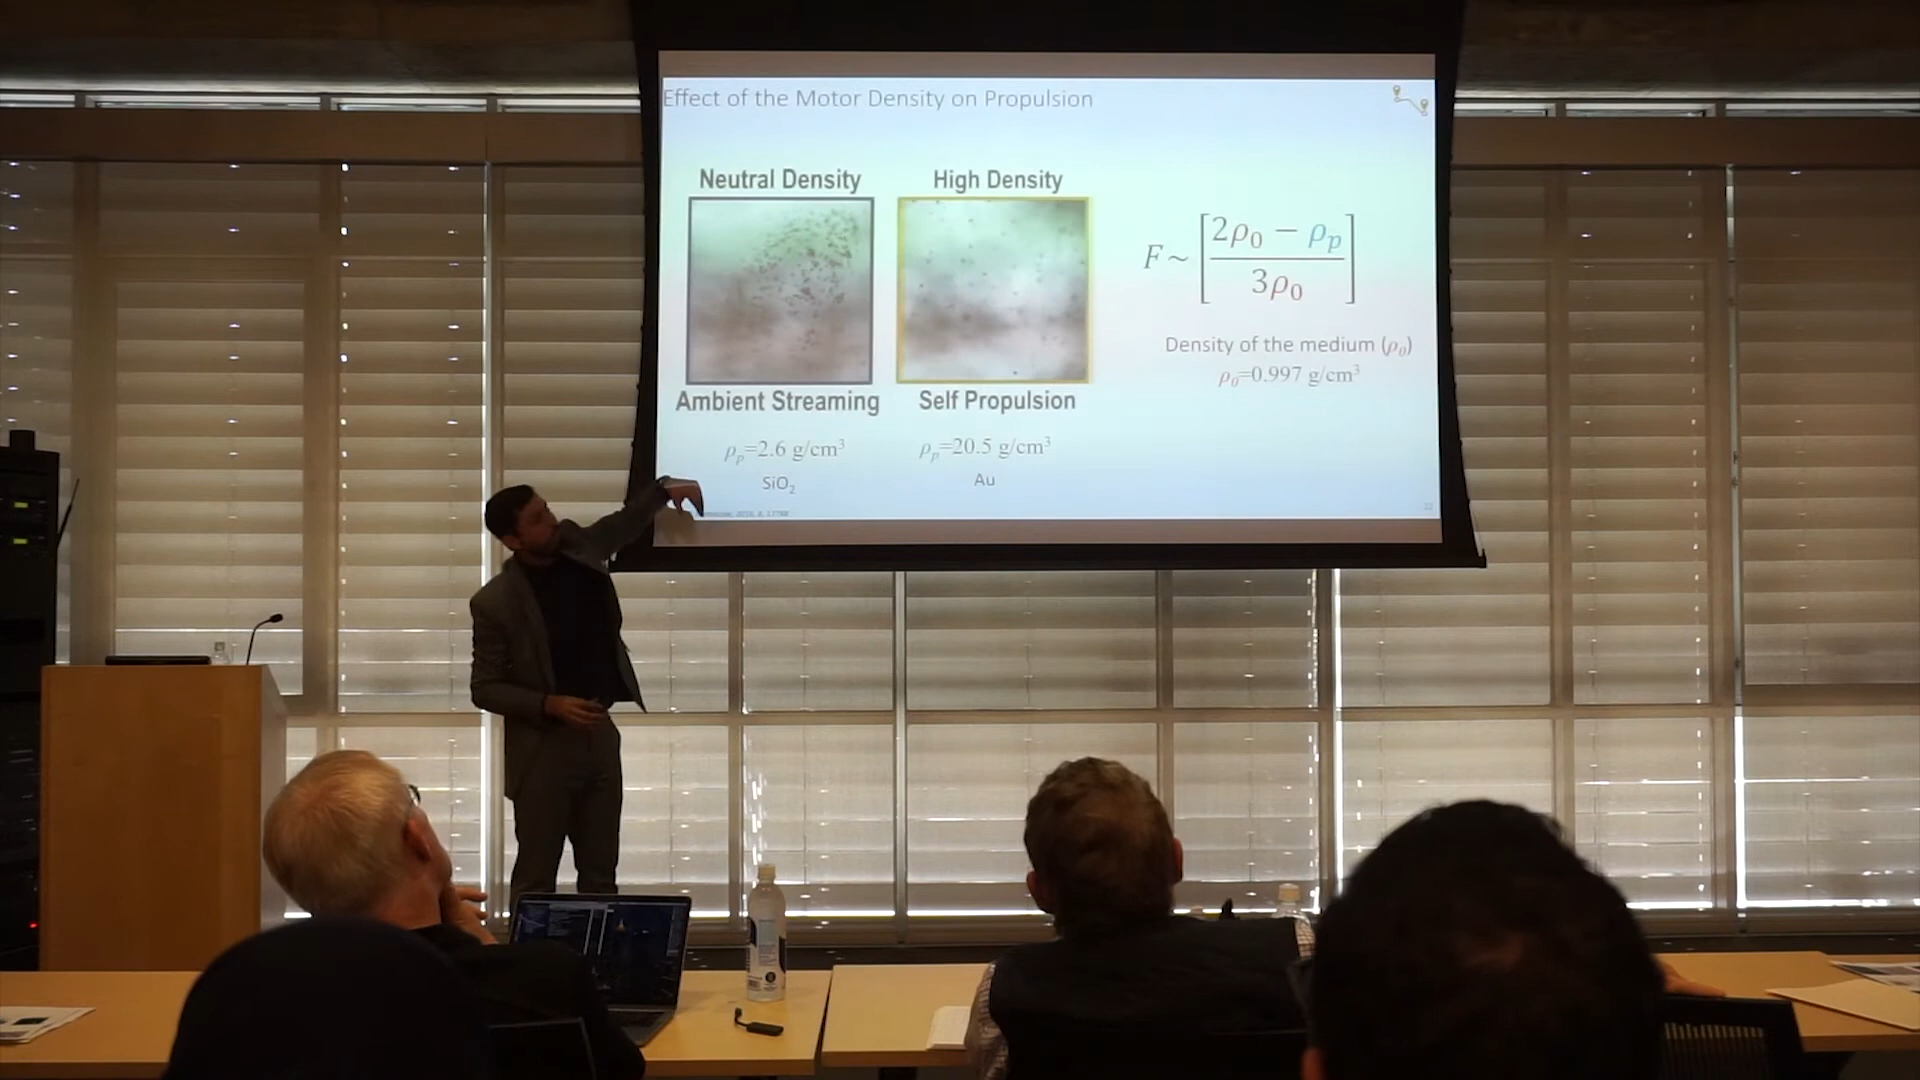 Effect of the Motor Density on Propulsion
Neutral Density
High Density
Ambient Streaming
Self Propulsion
ρₚ=2.6 g/cm³
ρₚ=20.5 g/cm³
SiO₂
Au
F ~ [2ρ₀ − ρₚ / 3ρ₀]
Density of the medium (ρ₀)
ρ₀=0.997 g/cm³